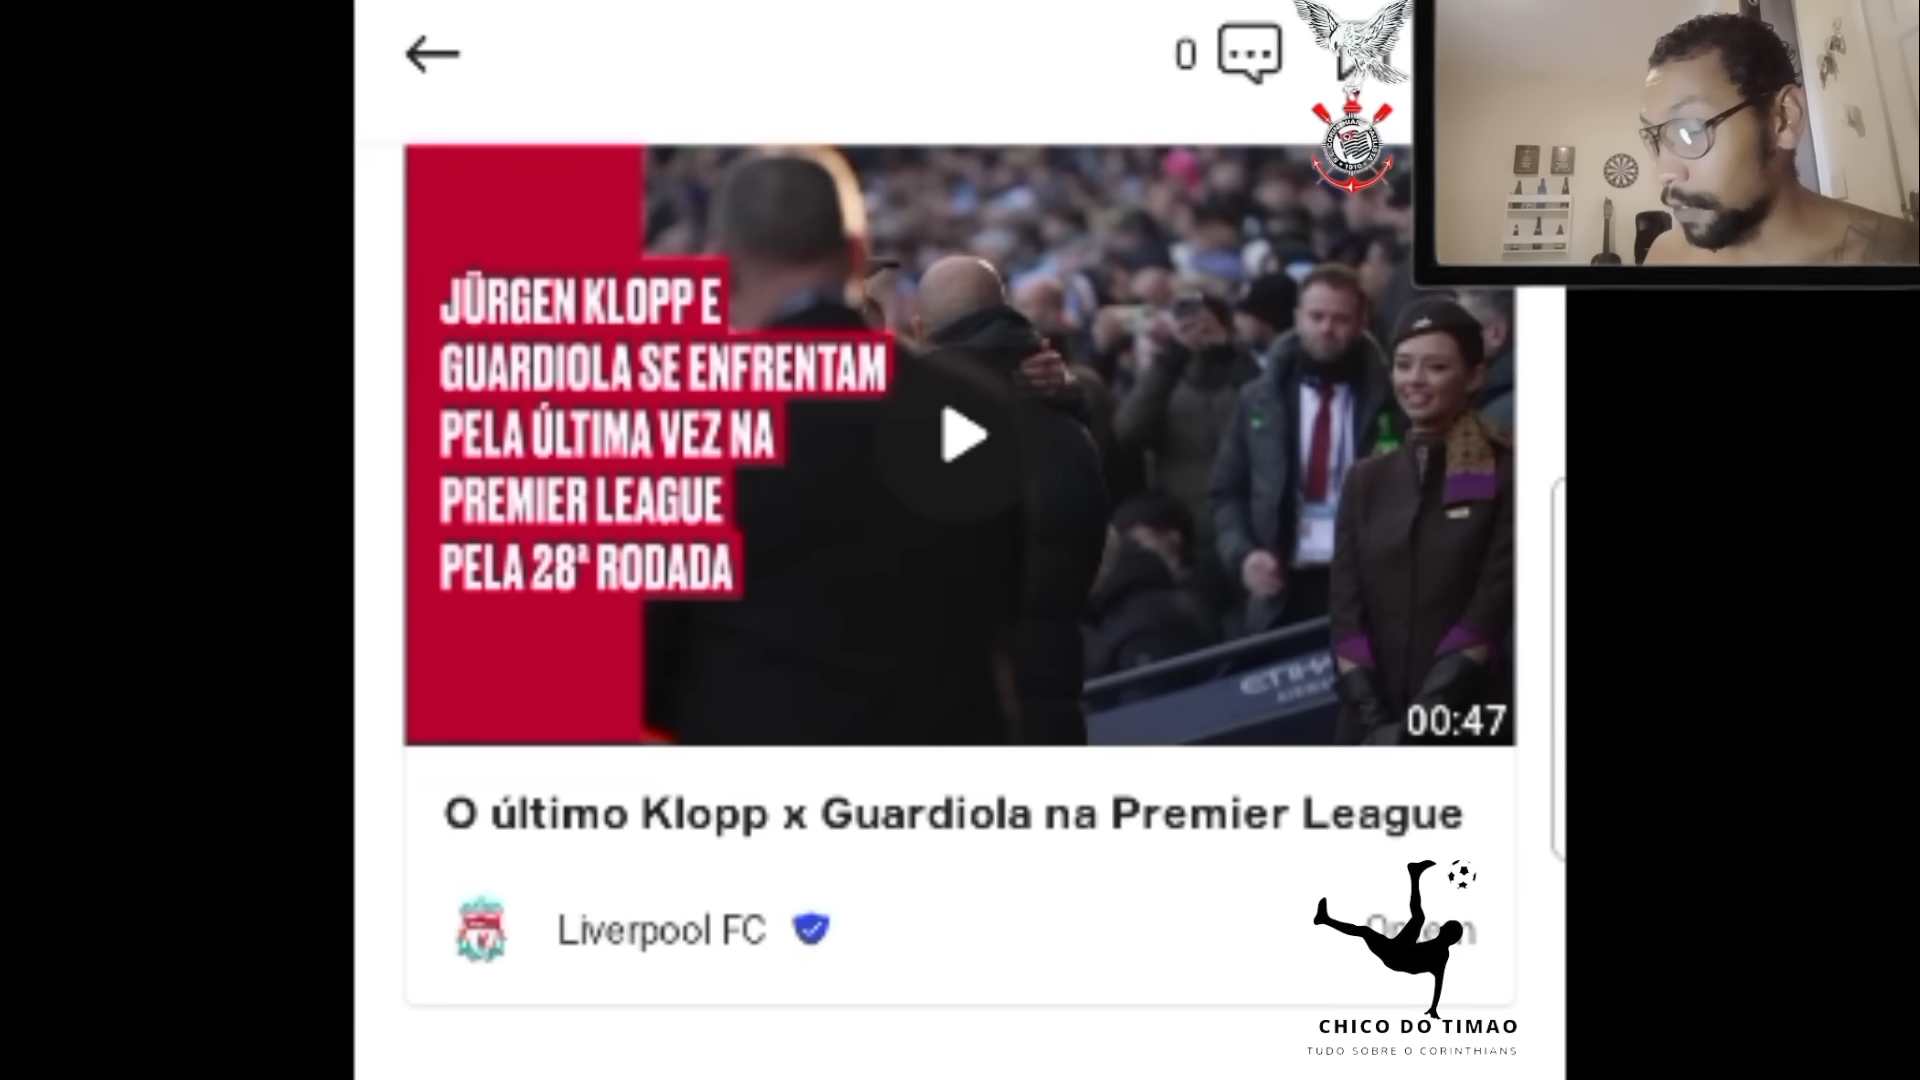 0
JÜRGEN KLOPP E
GUARDIOLA SE ENFRENTAM
PELA ÚLTIMA VEZ NA
PREMIER LEAGUE
PELA 28ª RODADA
ETIHAD
00:47
O último Klopp x Guardiola na Premier League
Liverpool FC
CHICO DO TIMAO
TUDO SOBRE O CORINTHIANS